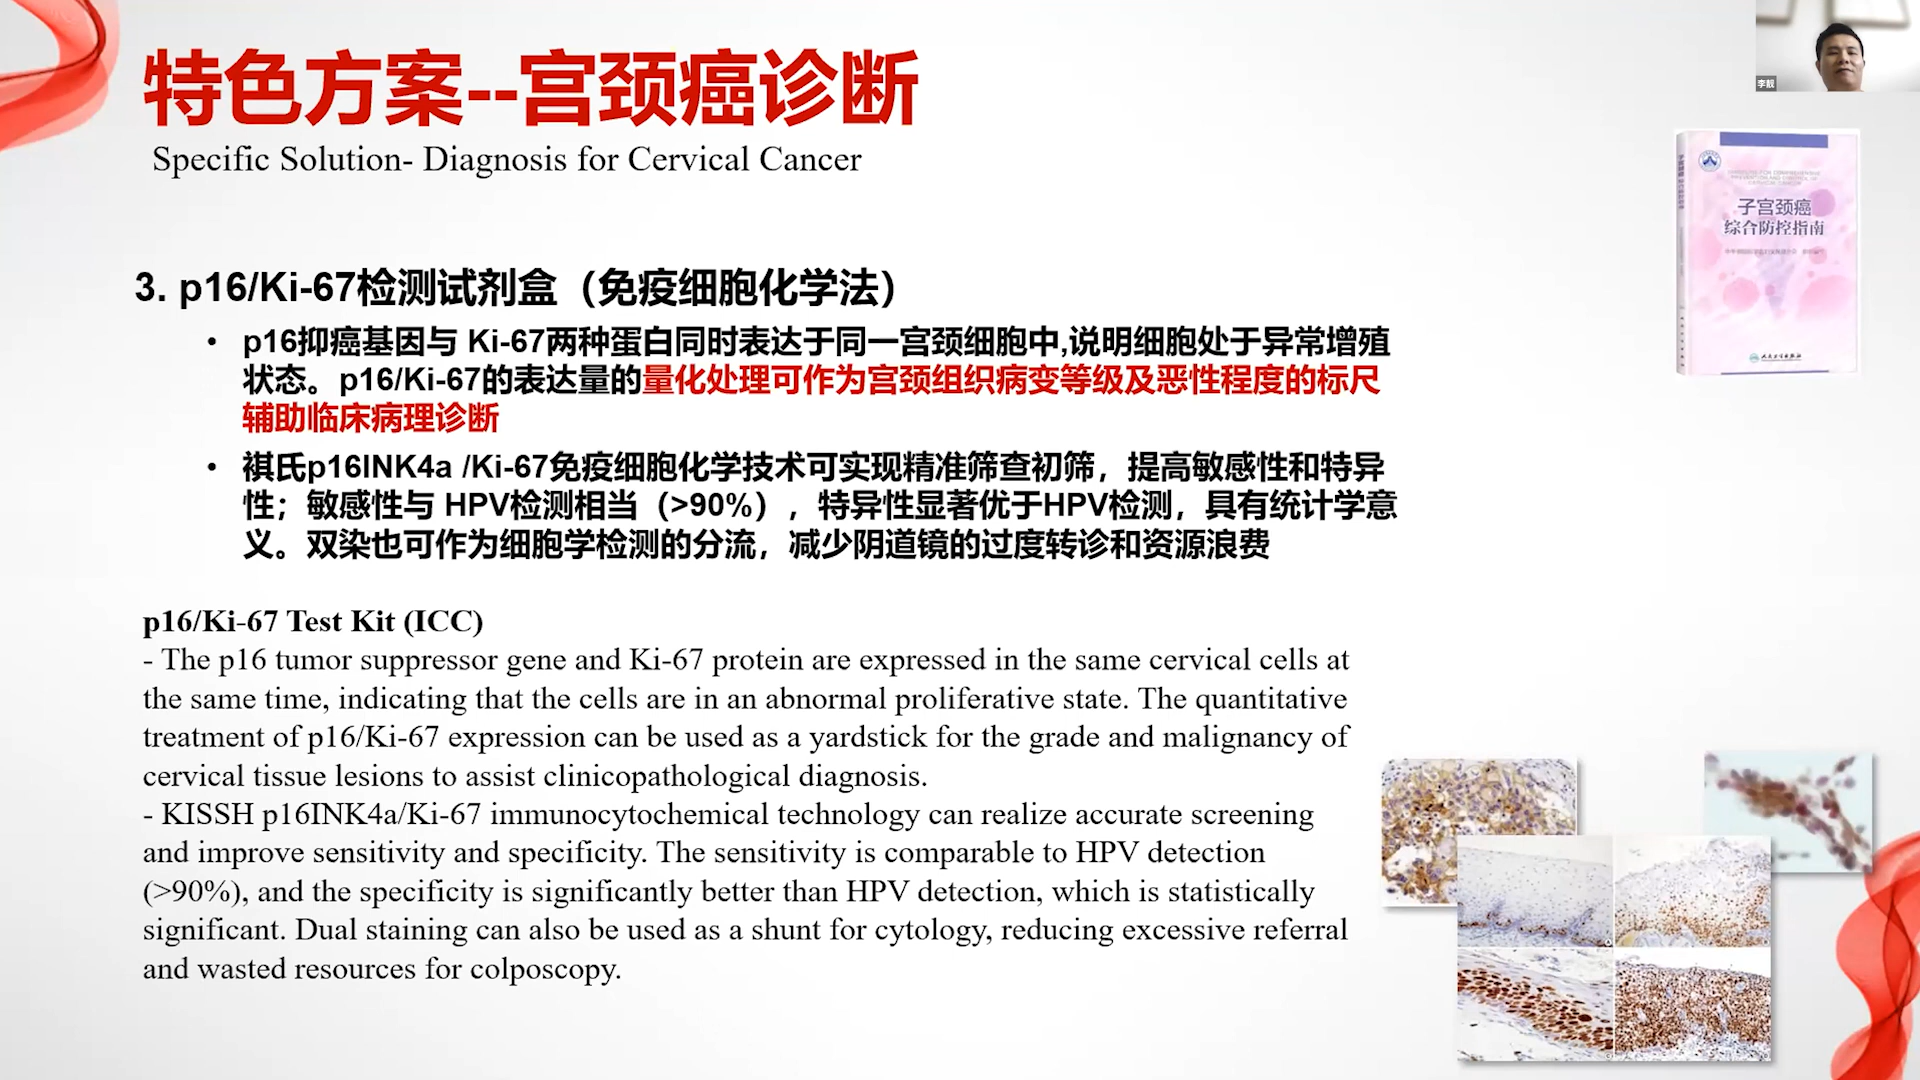 特色方案--宫颈癌诊断
Specific Solution- Diagnosis for Cervical Cancer
李靓
子宫颈癌
综合防控指南
人民卫生出版社
3. p16/Ki-67检测试剂盒（免疫细胞化学法）
• p16抑癌基因与 Ki-67两种蛋白同时表达于同一宫颈细胞中,说明细胞处于异常增殖
状态。p16/Ki-67的表达量的量化处理可作为宫颈组织病变等级及恶性程度的标尺
辅助临床病理诊断
• 祺氏p16INK4a /Ki-67免疫细胞化学技术可实现精准筛查初筛，提高敏感性和特异
性；敏感性与 HPV检测相当（>90%），特异性显著优于HPV检测，具有统计学意
义。双染也可作为细胞学检测的分流，减少阴道镜的过度转诊和资源浪费
p16/Ki-67 Test Kit (ICC)
- The p16 tumor suppressor gene and Ki-67 protein are expressed in the same cervical cells at
the same time, indicating that the cells are in an abnormal proliferative state. The quantitative
treatment of p16/Ki-67 expression can be used as a yardstick for the grade and malignancy of
cervical tissue lesions to assist clinicopathological diagnosis.
- KISSH p16INK4a/Ki-67 immunocytochemical technology can realize accurate screening
and improve sensitivity and specificity. The sensitivity is comparable to HPV detection
(>90%), and the specificity is significantly better than HPV detection, which is statistically
significant. Dual staining can also be used as a shunt for cytology, reducing excessive referral
and wasted resources for colposcopy.